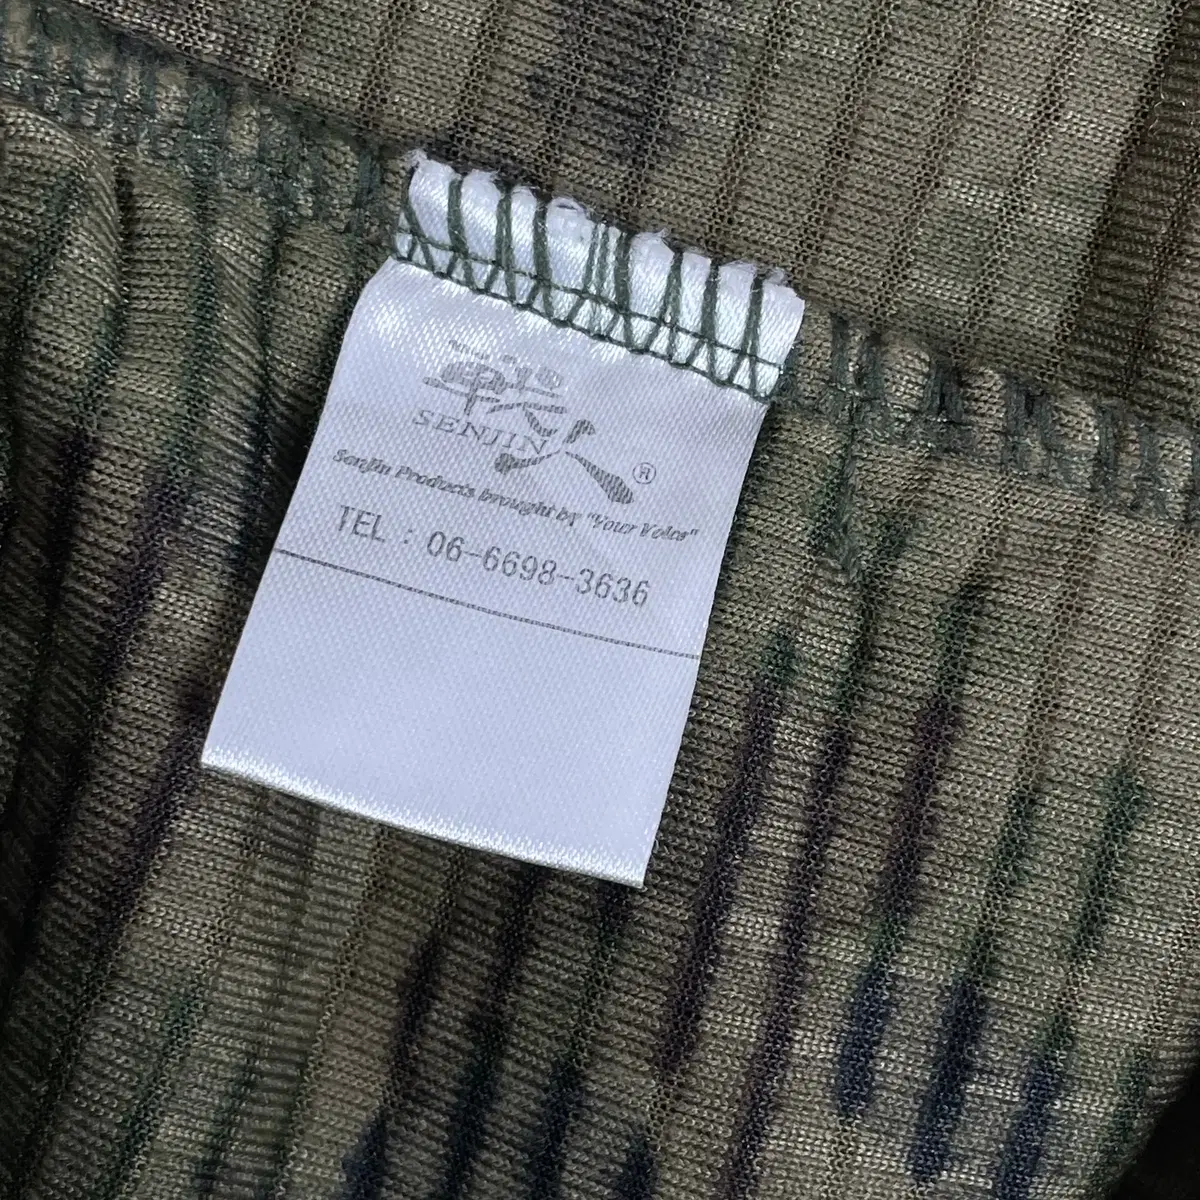 SENJIN
®
Senjin Products brought by "Your Voice"
TEL : 06-6698-3636